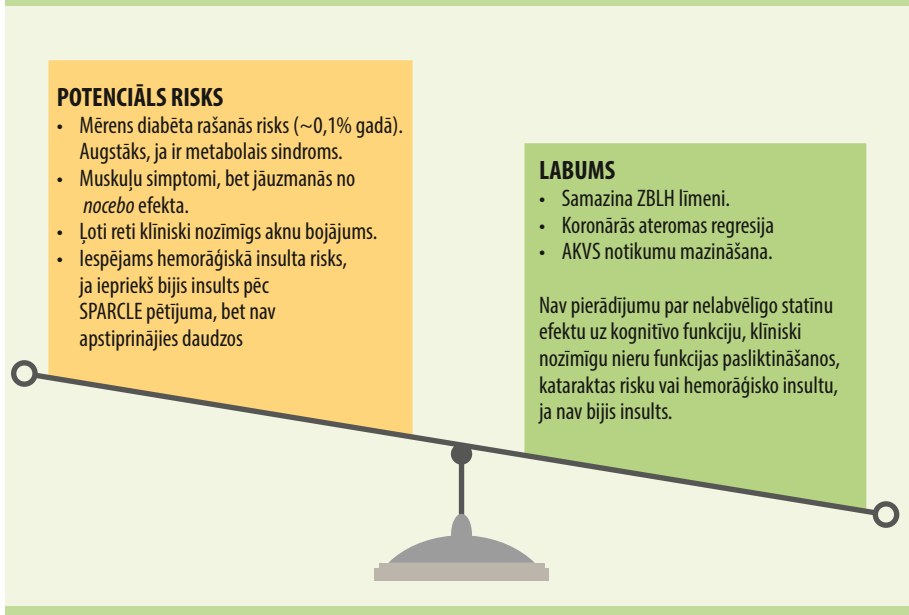 POTENCIĀLS RISKS
• Mērens diabēta rašanās risks (~0,1% gadā).
Augstāks, ja ir metabolais sindroms.
• Muskuļu simptomi, bet jāuzmanās no
nocebo efekta.
• Ļoti reti klīniski nozīmīgs aknu bojājums.
• Iespējams hemorāģiskā insulta risks,
ja iepriekš bijis insults pēc
SPARCLE pētījuma, bet nav
apstiprinājies daudzos
LABUMS
• Samazina ZBLH līmeni.
• Koronārās ateromas regresija
• AKVS notikumu mazināšana.
Nav pierādījumu par nelabvēlīgo statīnu
efektu uz kognitīvo funkciju, klīniski
nozīmīgu nieru funkcijas pasliktināšanos,
kataraktas risku vai hemorāģisko insultu,
ja nav bijis insults.